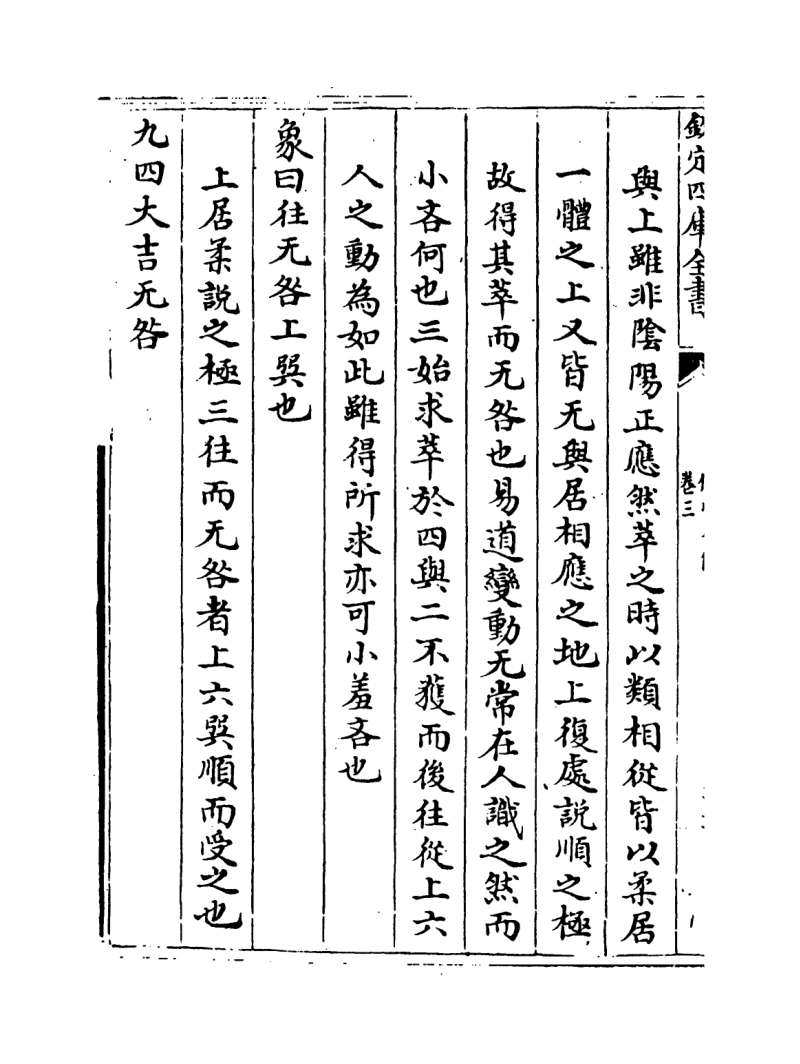 欽定四庫全書
卷三
與上雖非陰陽正應然萃之時以類相從皆以柔居
一體之上又皆无與居相應之地上復處説順之極
故得其萃而无咎也易道變動无常在人識之然而
小吝何也三始求萃於四與二不獲而後往從上六
人之動為如此雖得所求亦可小羞吝也
象曰往无咎上巽也
上居柔説之極三往而无咎者上六巽順而受之也
九四大吉无咎